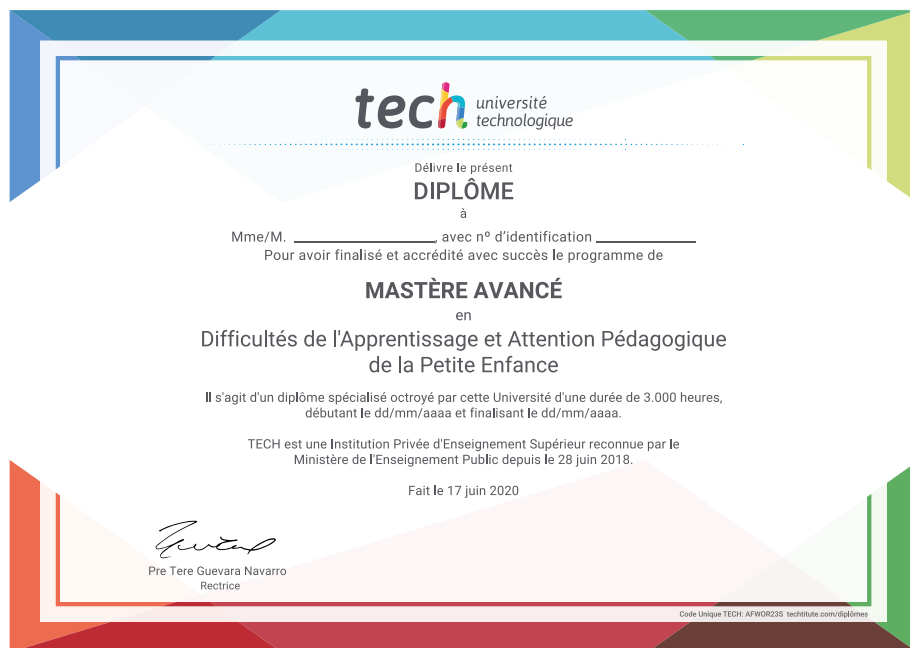 tech université
technologique
Délivre le présent
DIPLÔME
à
Mme/M. ____________, avec nº d'identification ____________
Pour avoir finalisé et accrédité avec succès le programme de
MASTÈRE AVANCÉ
en
Difficultés de l'Apprentissage et Attention Pédagogique
de la Petite Enfance
Il s'agit d'un diplôme spécialisé octroyé par cette Université d'une durée de 3.000 heures,
débutant le dd/mm/aaaa et finalisant le dd/mm/aaaa.
TECH est une Institution Privée d'Enseignement Supérieur reconnue par le
Ministère de l'Enseignement Public depuis le 28 juin 2018.
Fait le 17 juin 2020
Pre Tere Guevara Navarro
Rectrice
Code Unique TECH: AFWOR23S techtitute.com/diplômes